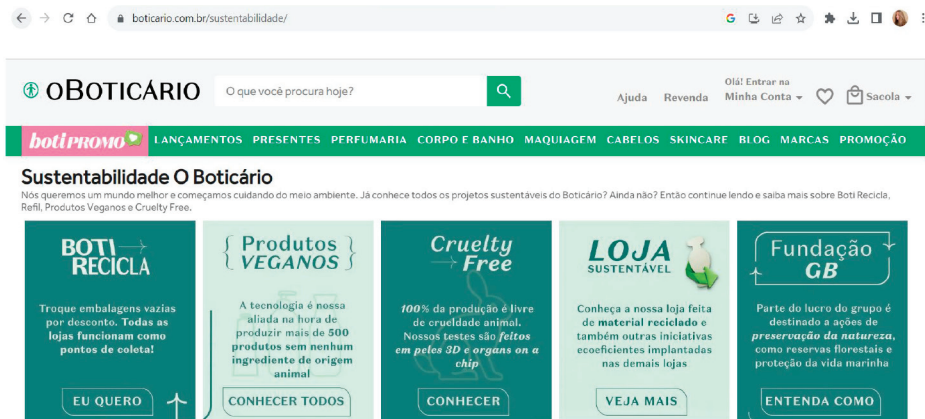 boticario.com.br/sustentabilidade/
OBOTICÁRIO
O que você procura hoje?
Ajuda
Revenda
Olá! Entrar na
Minha Conta
Sacola
botiPROMO LANÇAMENTOS PRESENTES PERFUMARIA CORPO E BANHO MAQUIAGEM CABELOS SKINCARE BLOG MARCAS PROMOÇÃO
Sustentabilidade O Boticário
Nós queremos um mundo melhor e começamos cuidando do meio ambiente. Já conhece todos os projetos sustentáveis do Boticário? Ainda não? Então continue lendo e saiba mais sobre Boti Recicla,
Refil, Produtos Veganos e Cruelty Free.
BOTI
RECICLA
Troque embalagens vazias
por desconto. Todas as
lojas funcionam como
pontos de coleta!
EU QUERO
{ Produtos }
{ VEGANOS }
A tecnologia é nossa
aliada na hora de
produzir mais de 500
produtos sem nenhum
ingrediente de origem
animal
CONHECER TODOS
Cruelty
Free
100% da produção é livre
de crueldade animal.
Nossos testes são feitos
em peles 3D e organs on a
chip
CONHECER
LOJA
SUSTENTÁVEL
Conheça a nossa loja feita
de material reciclado e
também outras iniciativas
ecoeficientes implantadas
nas demais lojas
VEJA MAIS
Fundação
GB
Parte do lucro do grupo é
destinado a ações de
preservação da natureza,
como reservas florestais e
proteção da vida marinha
ENTENDA COMO